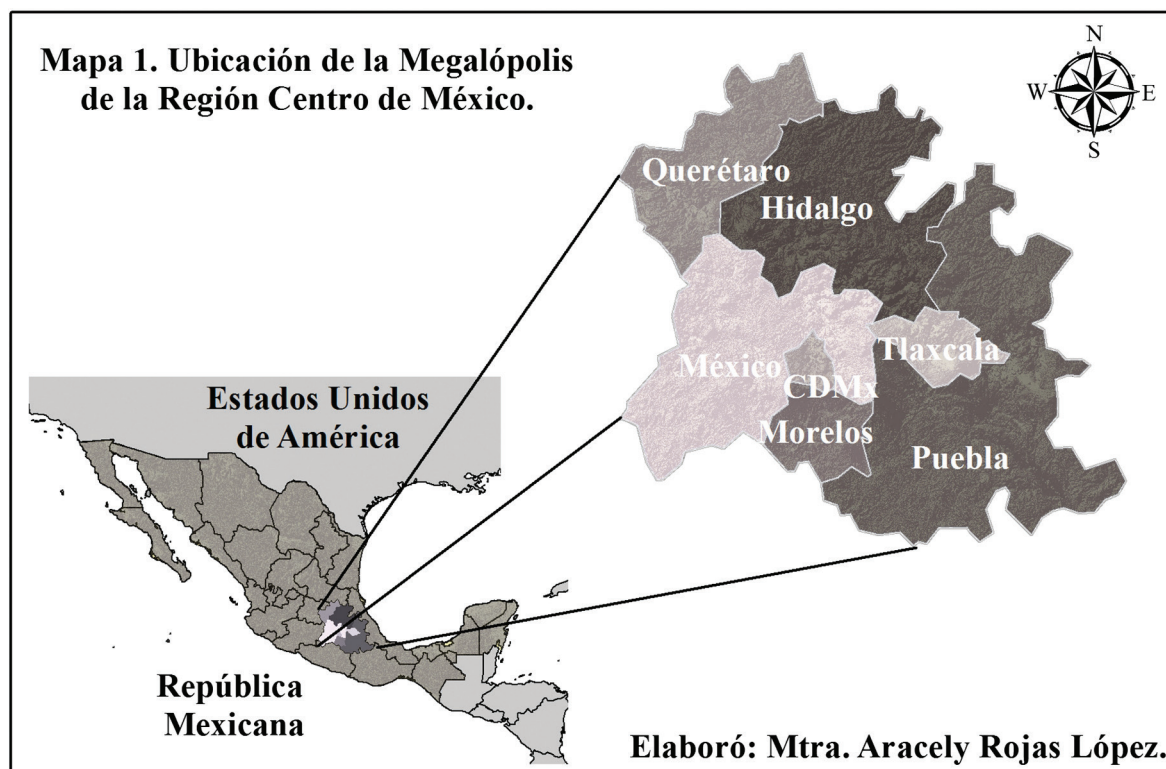 Mapa 1. Ubicación de la Megalópolis
de la Región Centro de México.
N
W
E
S
Querétaro
Hidalgo
México
CDMx
Tlaxcala
Morelos
Puebla
Estados Unidos
de América
República
Mexicana
Elaboró: Mtra. Aracely Rojas López.